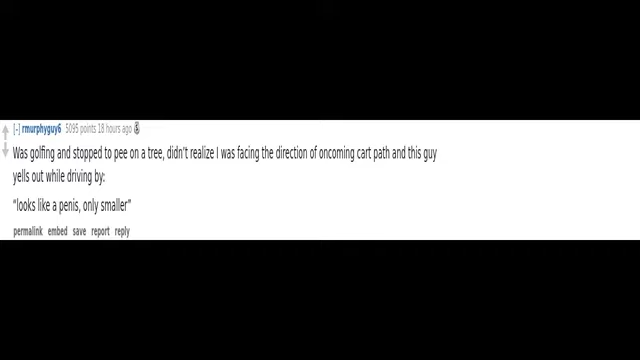 [-] rmurphyguy6 5095 points 18 hours ago
Was golfing and stopped to pee on a tree, didn't realize I was facing the direction of oncoming cart path and this guy
yells out while driving by:
"looks like a penis, only smaller"
permalink embed save report reply